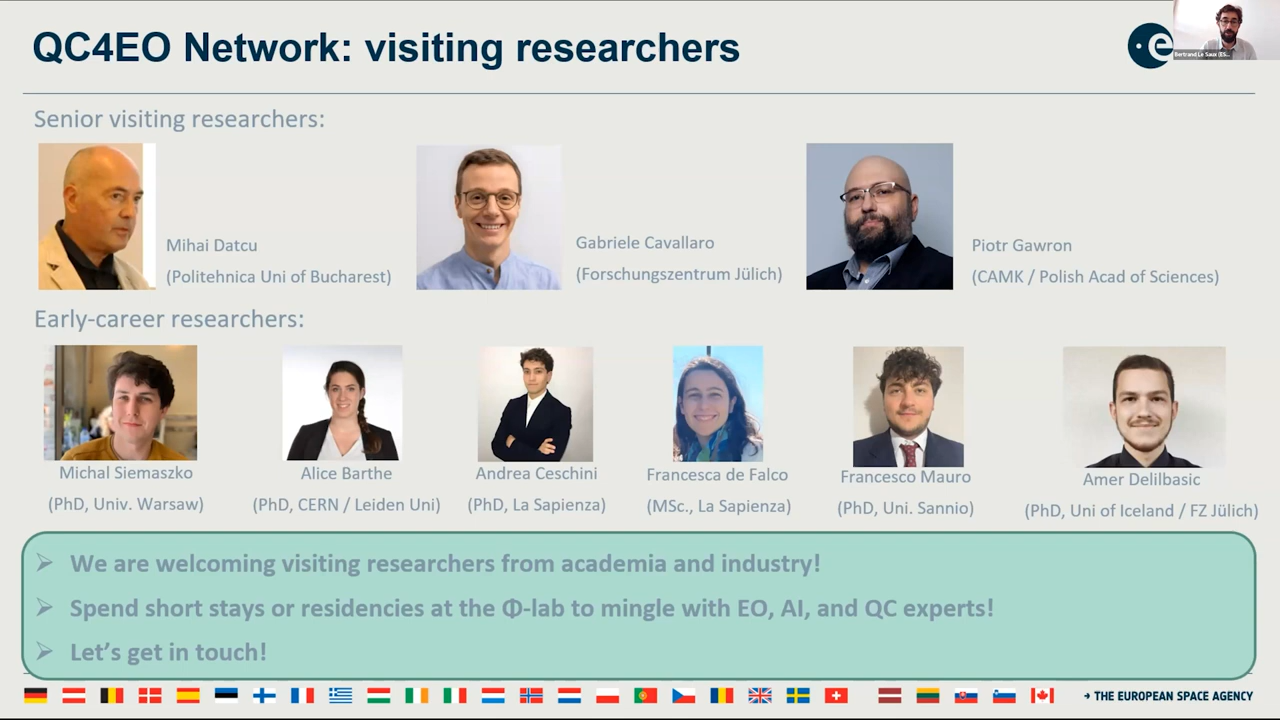 QC4EO Network: visiting researchers
Bertrand Le Saux (ES...
Senior visiting researchers:
Mihai Datcu
(Politehnica Uni of Bucharest)
Gabriele Cavallaro
(Forschungszentrum Jülich)
Piotr Gawron
(CAMK / Polish Acad of Sciences)
Early-career researchers:
Michal Siemaszko
(PhD, Univ. Warsaw)
Alice Barthe
(PhD, CERN / Leiden Uni)
Andrea Ceschini
(PhD, La Sapienza)
Francesca de Falco
(MSc., La Sapienza)
Francesco Mauro
(PhD, Uni. Sannio)
Amer Delilbasic
(PhD, Uni of Iceland / FZ Jülich)
➢ We are welcoming visiting researchers from academia and industry!
➢ Spend short stays or residencies at the Φ-lab to mingle with EO, AI, and QC experts!
➢ Let's get in touch!
→ THE EUROPEAN SPACE AGENCY